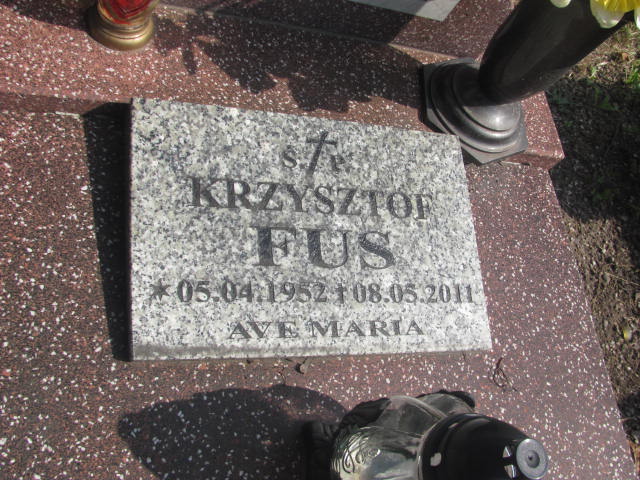 ś † p
KRZYSZTOF
FUS
* 05.04.1952 † 08.05.2011
AVE MARIA